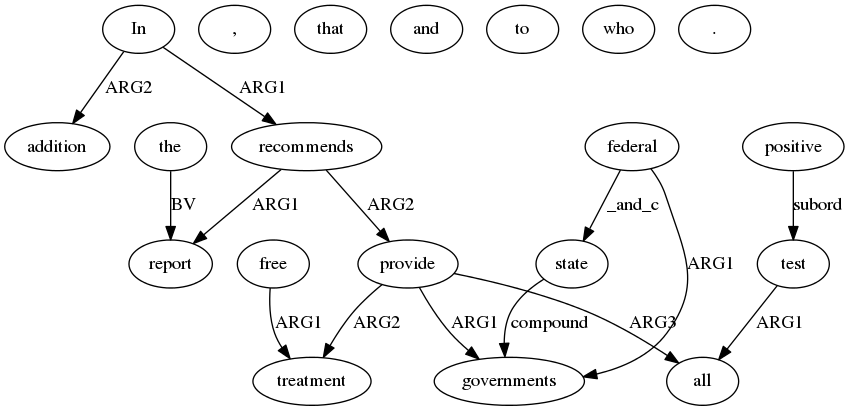 In , that and to who .
ARG2 ARG1
addition the recommends federal positive
BV ARG1 ARG2 _and_c subord
report free provide state ARG1 test
ARG1 ARG2 ARG1 compound ARG3 ARG1
treatment governments all